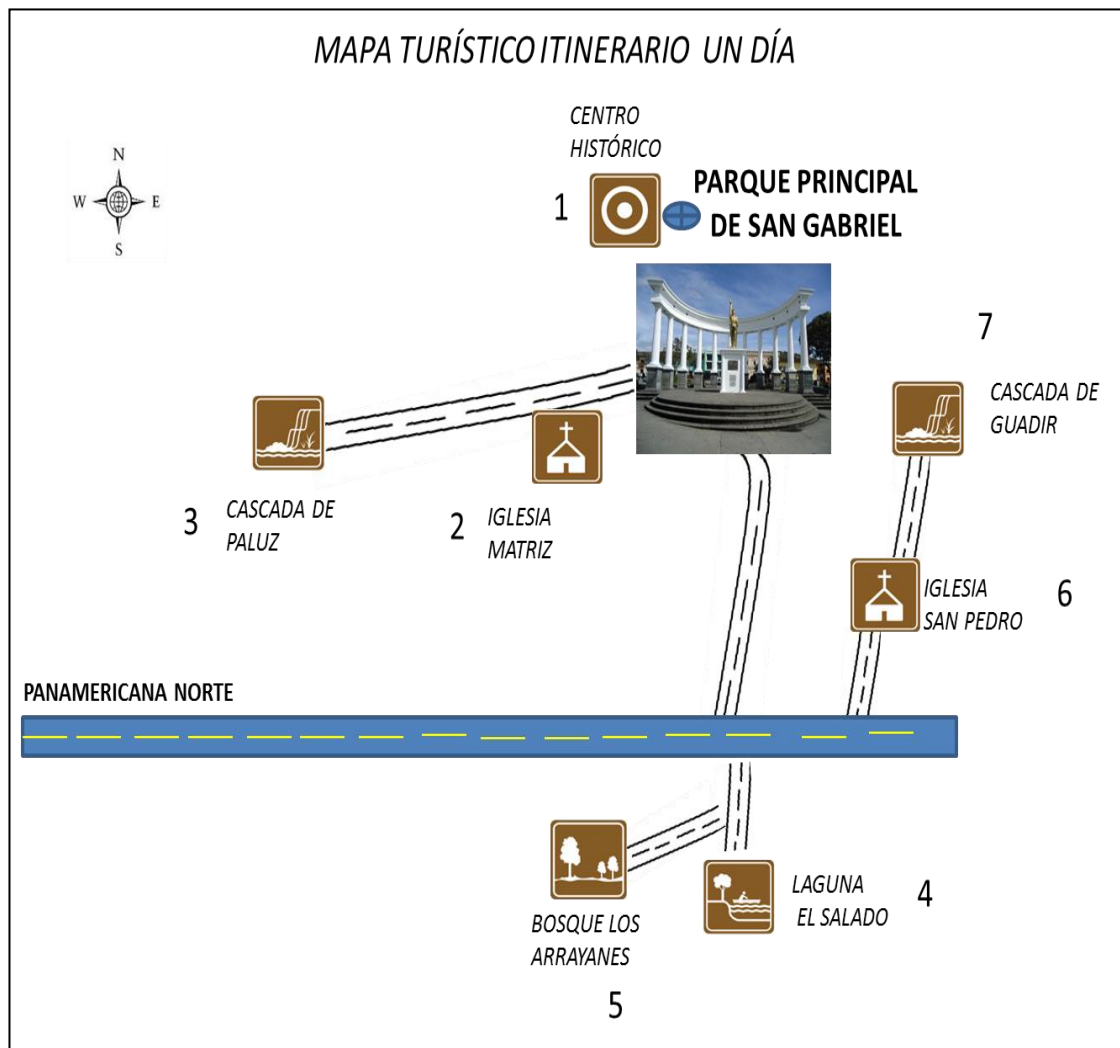 MAPA TURÍSTICO ITINERARIO UN DÍA
CENTRO
HISTÓRICO
1
PARQUE PRINCIPAL
DE SAN GABRIEL
N
W
E
S
7
CASCADA DE
GUADIR
3
CASCADA DE
PALUZ
2
IGLESIA
MATRIZ
IGLESIA
SAN PEDRO
6
PANAMERICANA NORTE
LAGUNA
EL SALADO
4
BOSQUE LOS
ARRAYANES
5